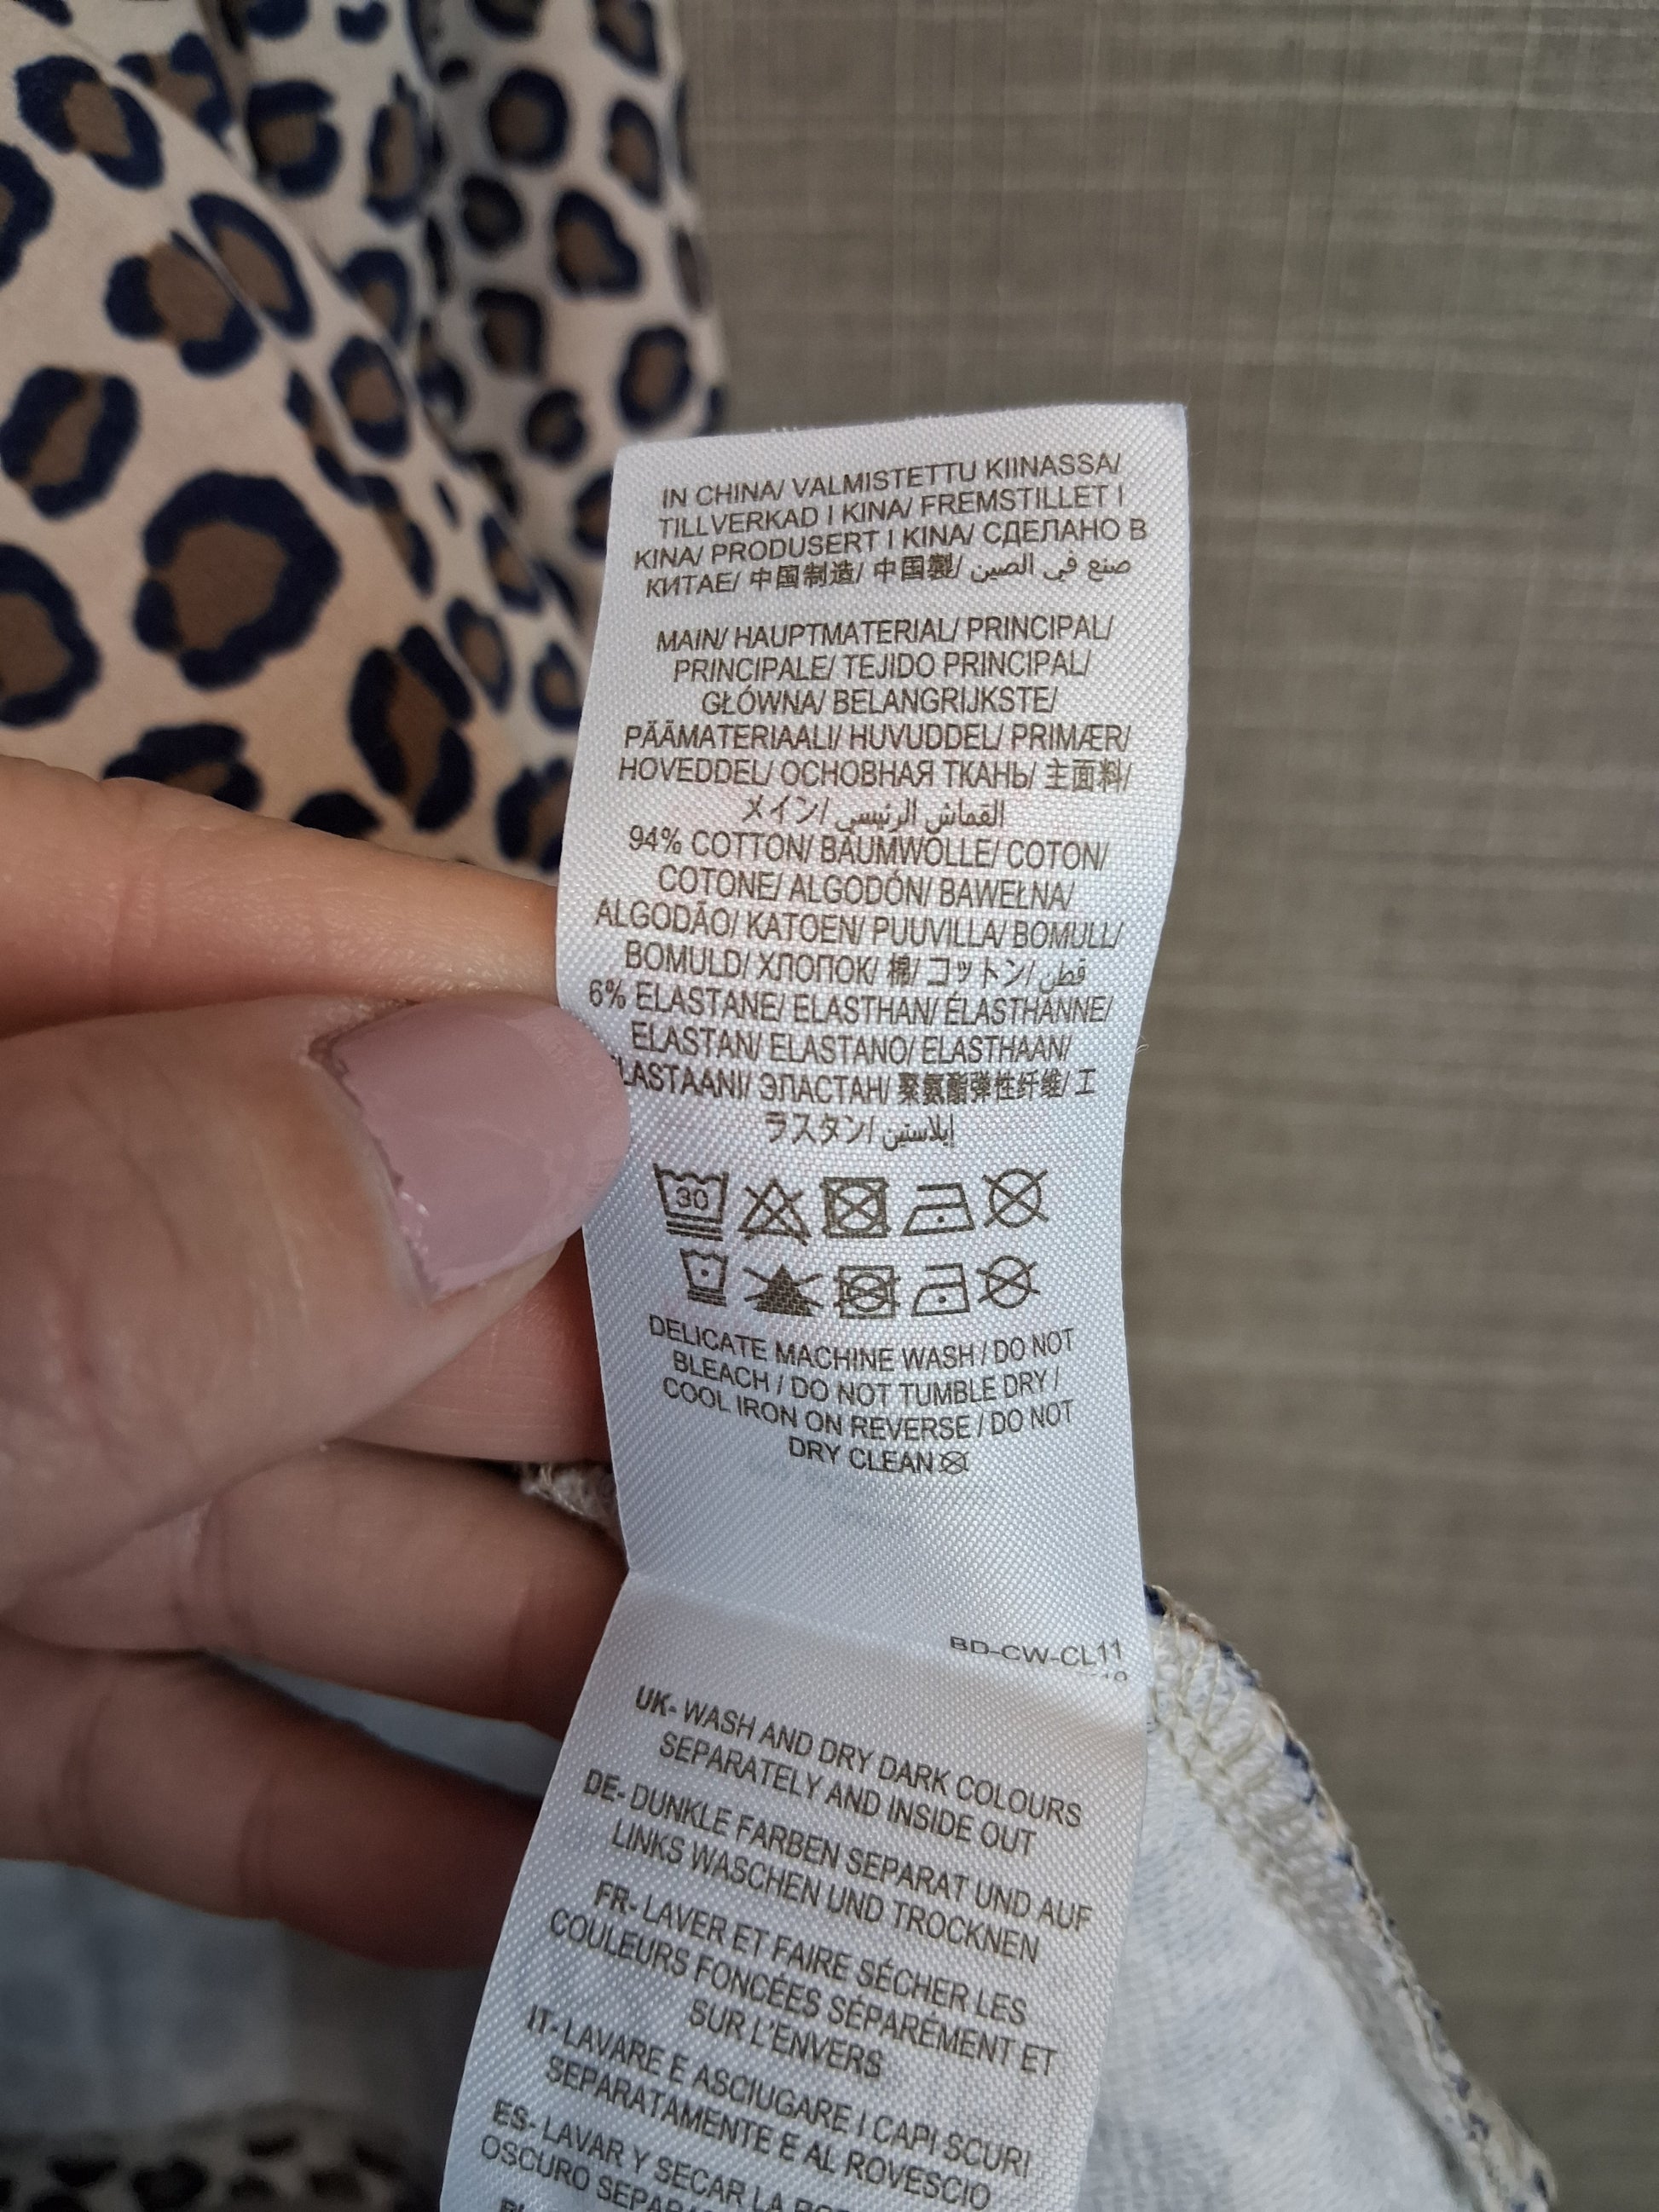 IN CHINA/ VALMISTETTU KIINASSA/
TILLVERKAD I KINA/ FREMSTILLET I
KINA/ PRODUSERT I KINA/ СДЕЛАНО В
КИТАЕ/ 中国制造/ 中国製/ صنع في الصين
MAIN/ HAUPTMATERIAL/ PRINCIPAL/
PRINCIPALE/ TEJIDO PRINCIPAL/
GŁÓWNA/ BELANGRIJKSTE/
PÄÄMATERIAALI/ HUVUDDEL/ PRIMÆR/
HOVEDDEL/ ОСНОВНАЯ ТКАНЬ/ 主面料/
メイン/ القماش الرئيسي
94% COTTON/ BAUMWOLLE/ COTON/
COTONE/ ALGODÓN/ BAWEŁNA/
ALGODÃO/ KATOEN/ PUUVILLA/ BOMULL/
BOMULD/ ХЛОПОК/ 棉/ コットン/ قطن
6% ELASTANE/ ELASTHAN/ ÉLASTHANNE/
ELASTAN/ ELASTANO/ ELASTHAAN/
LASTAANI/ ЭЛАСТАН/ 聚氨酯弹性纤维/ エ
ラスタン/ إيلاستين
30
DELICATE MACHINE WASH / DO NOT
BLEACH / DO NOT TUMBLE DRY /
COOL IRON ON REVERSE / DO NOT
DRY CLEAN
BD-CW-CL11
UK- WASH AND DRY DARK COLOURS
SEPARATELY AND INSIDE OUT
DE- DUNKLE FARBEN SEPARAT UND AUF
LINKS WASCHEN UND TROCKNEN
FR- LAVER ET FAIRE SÉCHER LES
COULEURS FONCÉES SÉPARÉMENT ET
SUR L'ENVERS
IT- LAVARE E ASCIUGARE I CAPI SCURI
SEPARATAMENTE E AL ROVESCIO
ES- LAVAR Y SECAR LA
OSCURO